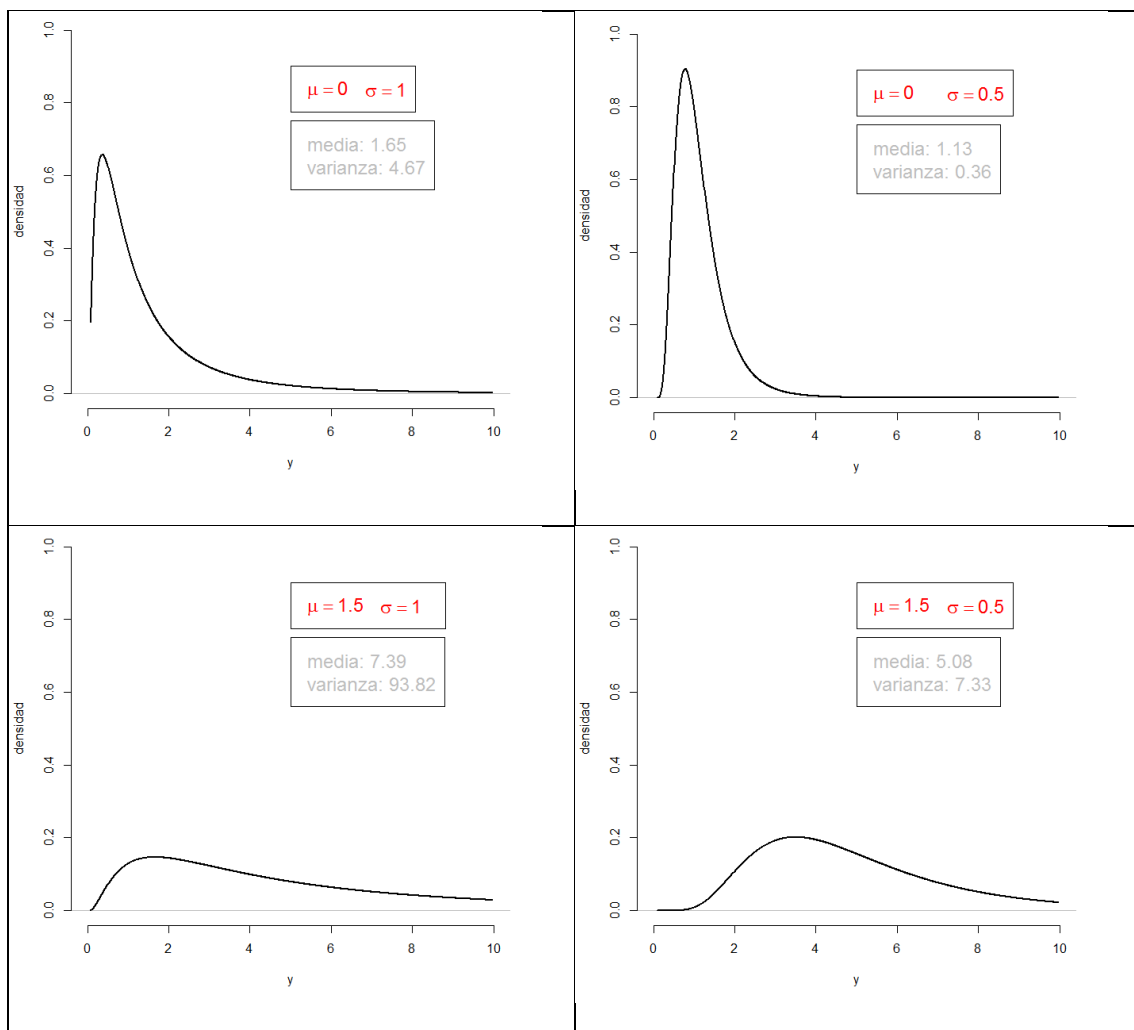 1.0
0.8
0.6
0.4
0.2
0.0
densidad
μ = 0 σ = 1
media: 1.65
varianza: 4.67
0 2 4 6 8 10
y
1.0
0.8
0.6
0.4
0.2
0.0
densidad
μ = 0 σ = 0.5
media: 1.13
varianza: 0.36
0 2 4 6 8 10
y
1.0
0.8
0.6
0.4
0.2
0.0
densidad
μ = 1.5 σ = 1
media: 7.39
varianza: 93.82
0 2 4 6 8 10
y
1.0
0.8
0.6
0.4
0.2
0.0
densidad
μ = 1.5 σ = 0.5
media: 5.08
varianza: 7.33
0 2 4 6 8 10
y